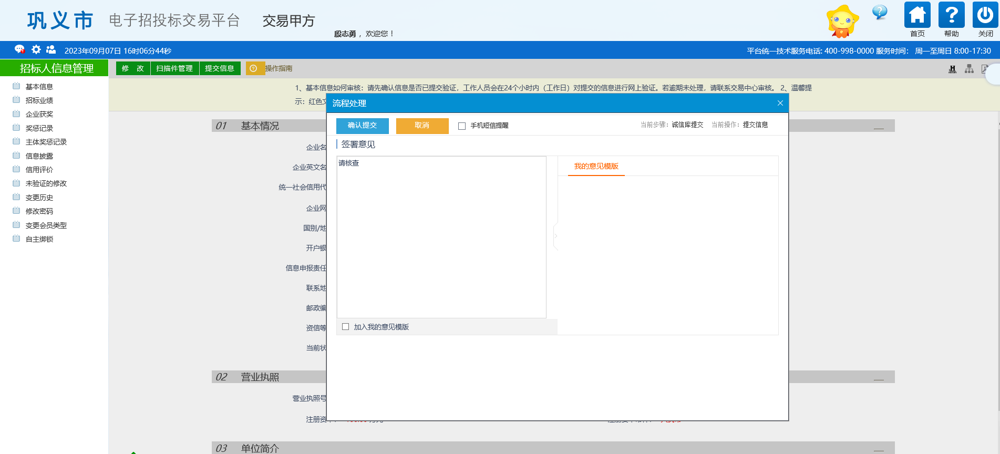 巩义市 电子招投标交易平台 交易甲方
殷志勇，欢迎您！
首页 帮助 关闭
2023年09月07日 16时06分44秒
平台统一技术服务电话: 400-998-0000 服务时间： 周一至周日 8:00-17:30
招标人信息管理
基本信息
招标业绩
企业获奖
奖惩记录
主体奖惩记录
信息披露
信用评价
未验证的修改
变更历史
修改密码
变更会员类型
自主绑锁
修 改 扫描件管理 提交信息 操作指南
1、基本信息如何审核：请先确认信息是否已提交验证，工作人员会在24个小时内（工作日）对提交的信息进行网上验证。若逾期未处理，请联系交易中心审核。 2、温馨提
示：红色
01 基本情况
企业名
企业英文名
统一社会信用代
企业网
国别/地
开户银
信息申报责任
联系地
邮政编
资信等
当前状
02 营业执照
营业执照号
注册资
03 单位简介
流程处理
确认提交 取消 手机短信提醒 当前步骤：诚信库提交 当前操作：提交信息
签署意见
请核查
我的意见模版
加入我的意见模版